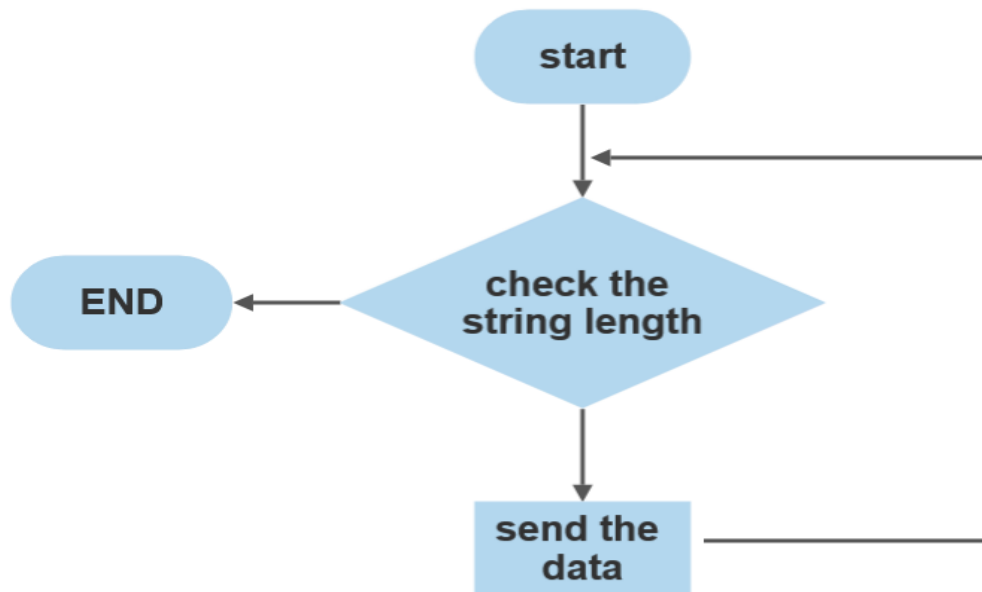 start
END
check the
string length
send the
data